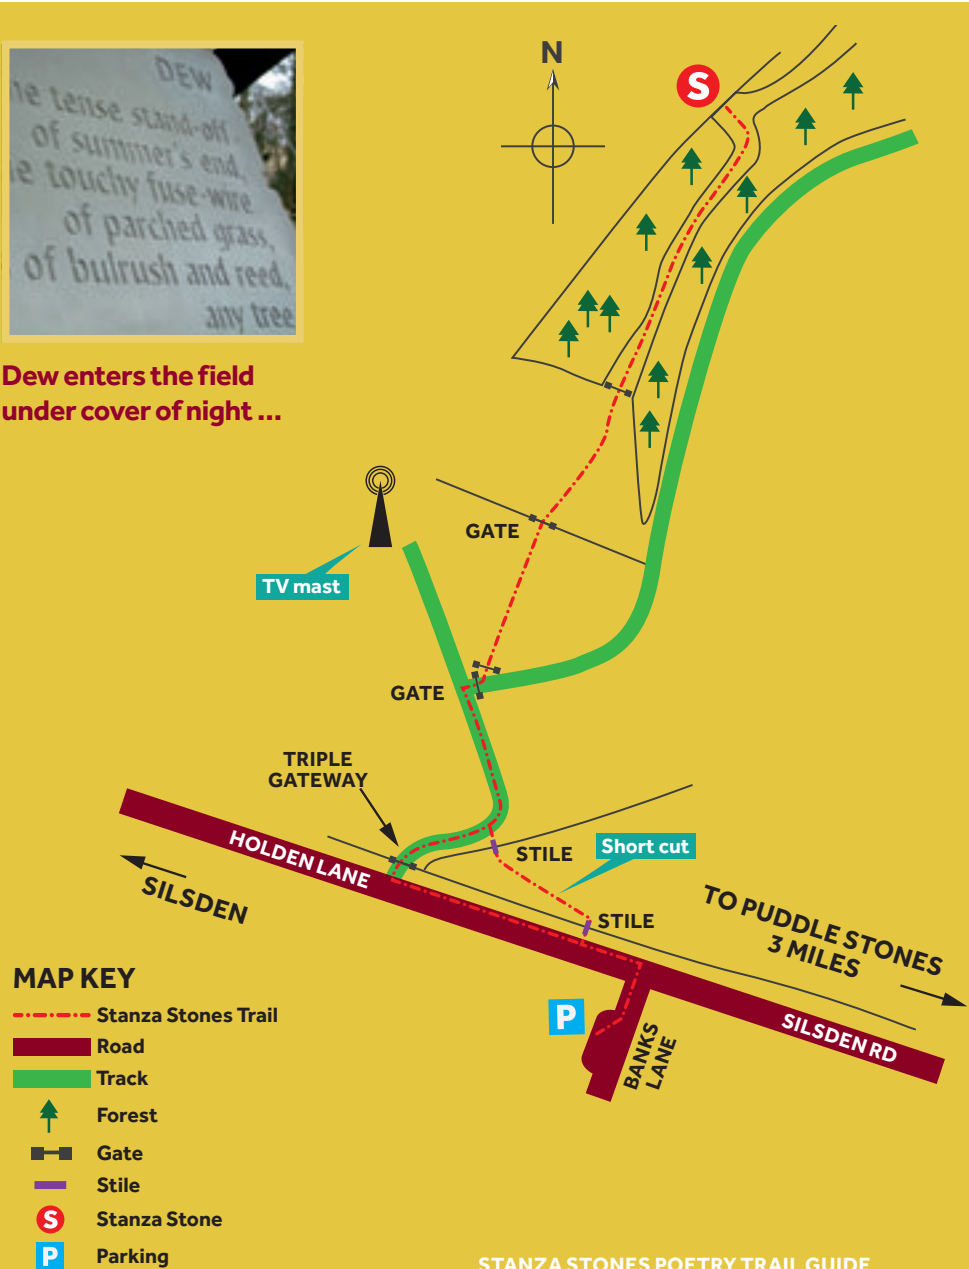 DEW
tense stand-off
of summer's end,
touchy fuse-wire
of parched grass,
of bulrush and reed,
any tree
Dew enters the field
under cover of night ...
N
S
GATE
TV mast
GATE
TRIPLE
GATEWAY
HOLDEN LANE
SILSDEN
STILE
Short cut
STILE
TO PUDDLE STONES
3 MILES
P
SILSDEN RD
BANKS
LANE
MAP KEY
Stanza Stones Trail
Road
Track
Forest
Gate
Stile
S Stanza Stone
P Parking
STANZA STONES POETRY TRAIL GUIDE